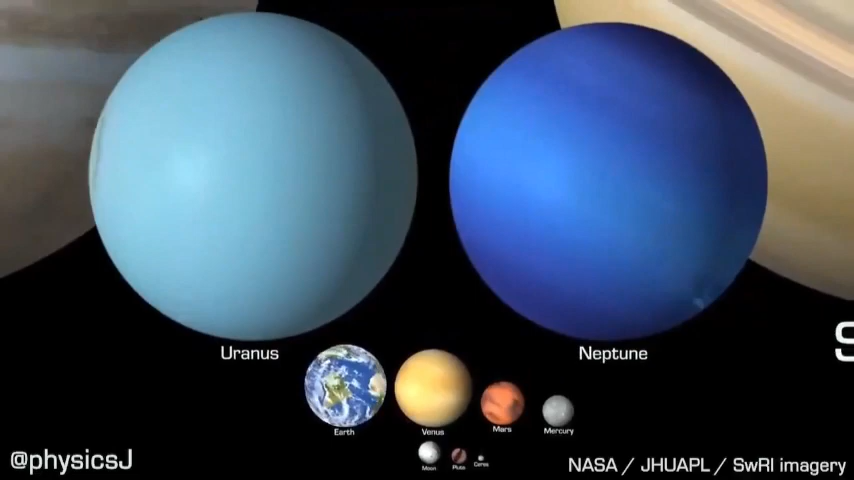 Uranus
Neptune
S
Earth
Venus
Mars
Mercury
Moon
Pluto
Ceres
@physicsJ
NASA / JHUAPL / SwRI imagery